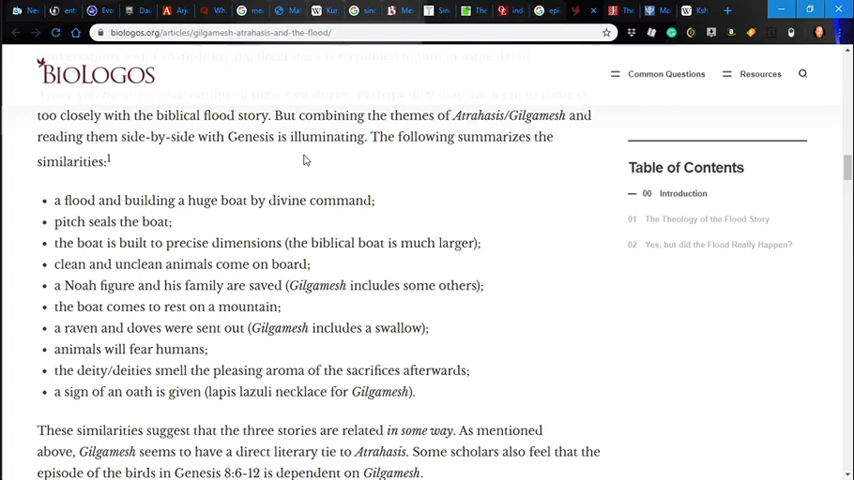 biologos.org/articles/gilgamesh-atrahasis-and-the-flood/
BIOLOGOS
Common Questions
Resources
too closely with the biblical flood story. But combining the themes of Atrahasis/Gilgamesh and
reading them side-by-side with Genesis is illuminating. The following summarizes the
similarities:1
• a flood and building a huge boat by divine command;
• pitch seals the boat;
• the boat is built to precise dimensions (the biblical boat is much larger);
• clean and unclean animals come on board;
• a Noah figure and his family are saved (Gilgamesh includes some others);
• the boat comes to rest on a mountain;
• a raven and doves were sent out (Gilgamesh includes a swallow);
• animals will fear humans;
• the deity/deities smell the pleasing aroma of the sacrifices afterwards;
• a sign of an oath is given (lapis lazuli necklace for Gilgamesh).
These similarities suggest that the three stories are related in some way. As mentioned
above, Gilgamesh seems to have a direct literary tie to Atrahasis. Some scholars also feel that the
episode of the birds in Genesis 8:6-12 is dependent on Gilgamesh.
Table of Contents
00 Introduction
01 The Theology of the Flood Story
02 Yes, but did the Flood Really Happen?